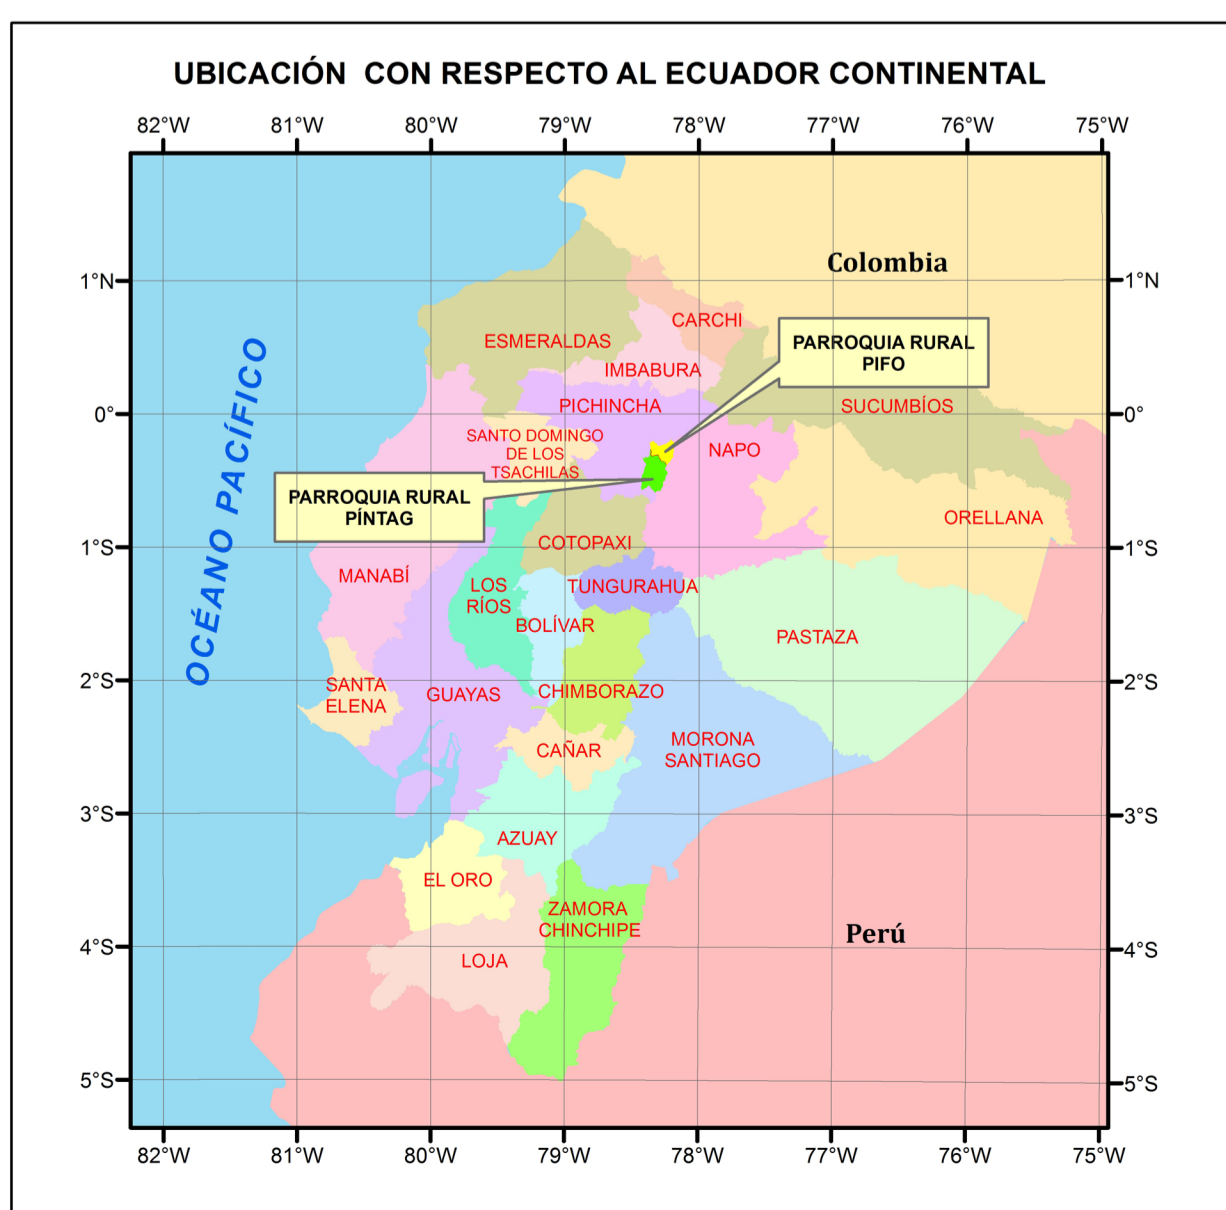 UBICACIÓN CON RESPECTO AL ECUADOR CONTINENTAL
82°W 81°W 80°W 79°W 78°W 77°W 76°W 75°W
Colombia
1°N 1°N
CARCHI
ESMERALDAS
PARROQUIA RURAL
PIFO
IMBABURA
PICHINCHA
SUCUMBÍOS
0° 0°
SANTO DOMINGO
DE LOS
TSACHILAS
NAPO
OCÉANO PACÍFICO
PARROQUIA RURAL
PÍNTAG
ORELLANA
COTOPAXI
1°S 1°S
MANABÍ
LOS
RÍOS
TUNGURAHUA
BOLÍVAR
PASTAZA
2°S 2°S
SANTA
ELENA
GUAYAS
CHIMBORAZO
CAÑAR
MORONA
SANTIAGO
3°S 3°S
AZUAY
EL ORO
ZAMORA
CHINCHIPE
Perú
4°S 4°S
LOJA
5°S 5°S
82°W 81°W 80°W 79°W 78°W 77°W 76°W 75°W